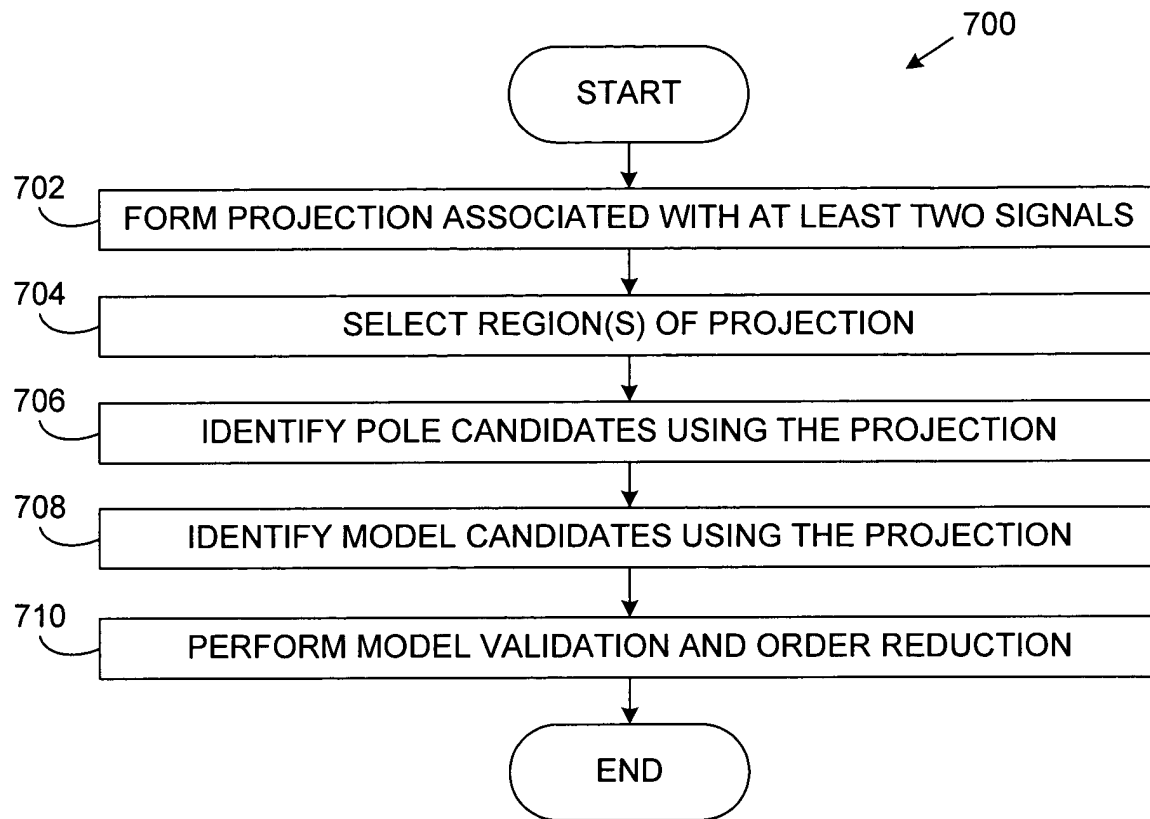 700
START
702
FORM PROJECTION ASSOCIATED WITH AT LEAST TWO SIGNALS
704
SELECT REGION(S) OF PROJECTION
706
IDENTIFY POLE CANDIDATES USING THE PROJECTION
708
IDENTIFY MODEL CANDIDATES USING THE PROJECTION
710
PERFORM MODEL VALIDATION AND ORDER REDUCTION
END